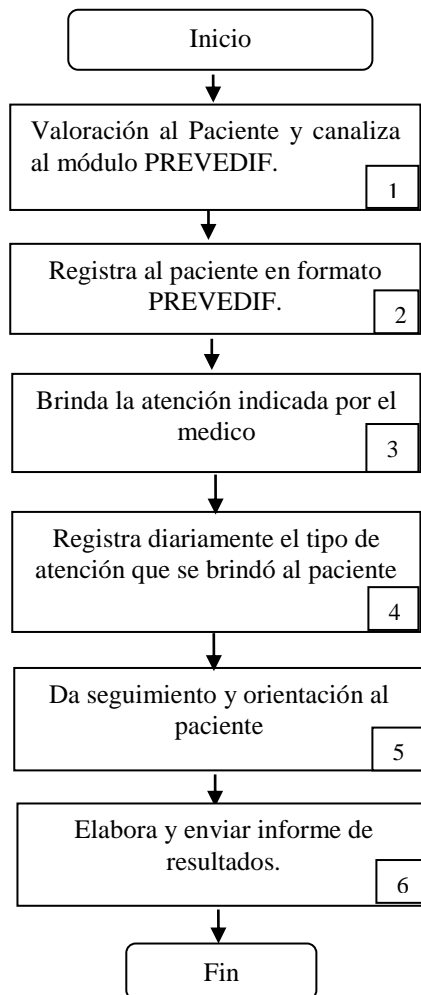 Inicio
Valoración al Paciente y canaliza
al módulo PREVEDIF.
1
Registra al paciente en formato
PREVEDIF.
2
Brinda la atención indicada por el
medico
3
Registra diariamente el tipo de
atención que se brindó al paciente
4
Da seguimiento y orientación al
paciente
5
Elabora y enviar informe de
resultados.
6
Fin